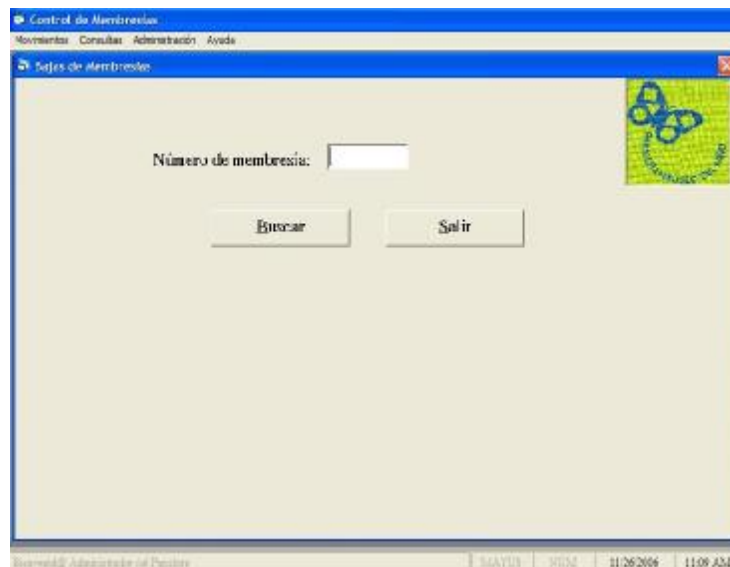 Control de Membresías
Movimientos Consultas Administración Ayuda
Bajas de Membresías
Número de membresia:
Buscar Salir
MAYUS NUM 11/26/2006 11:09 AM